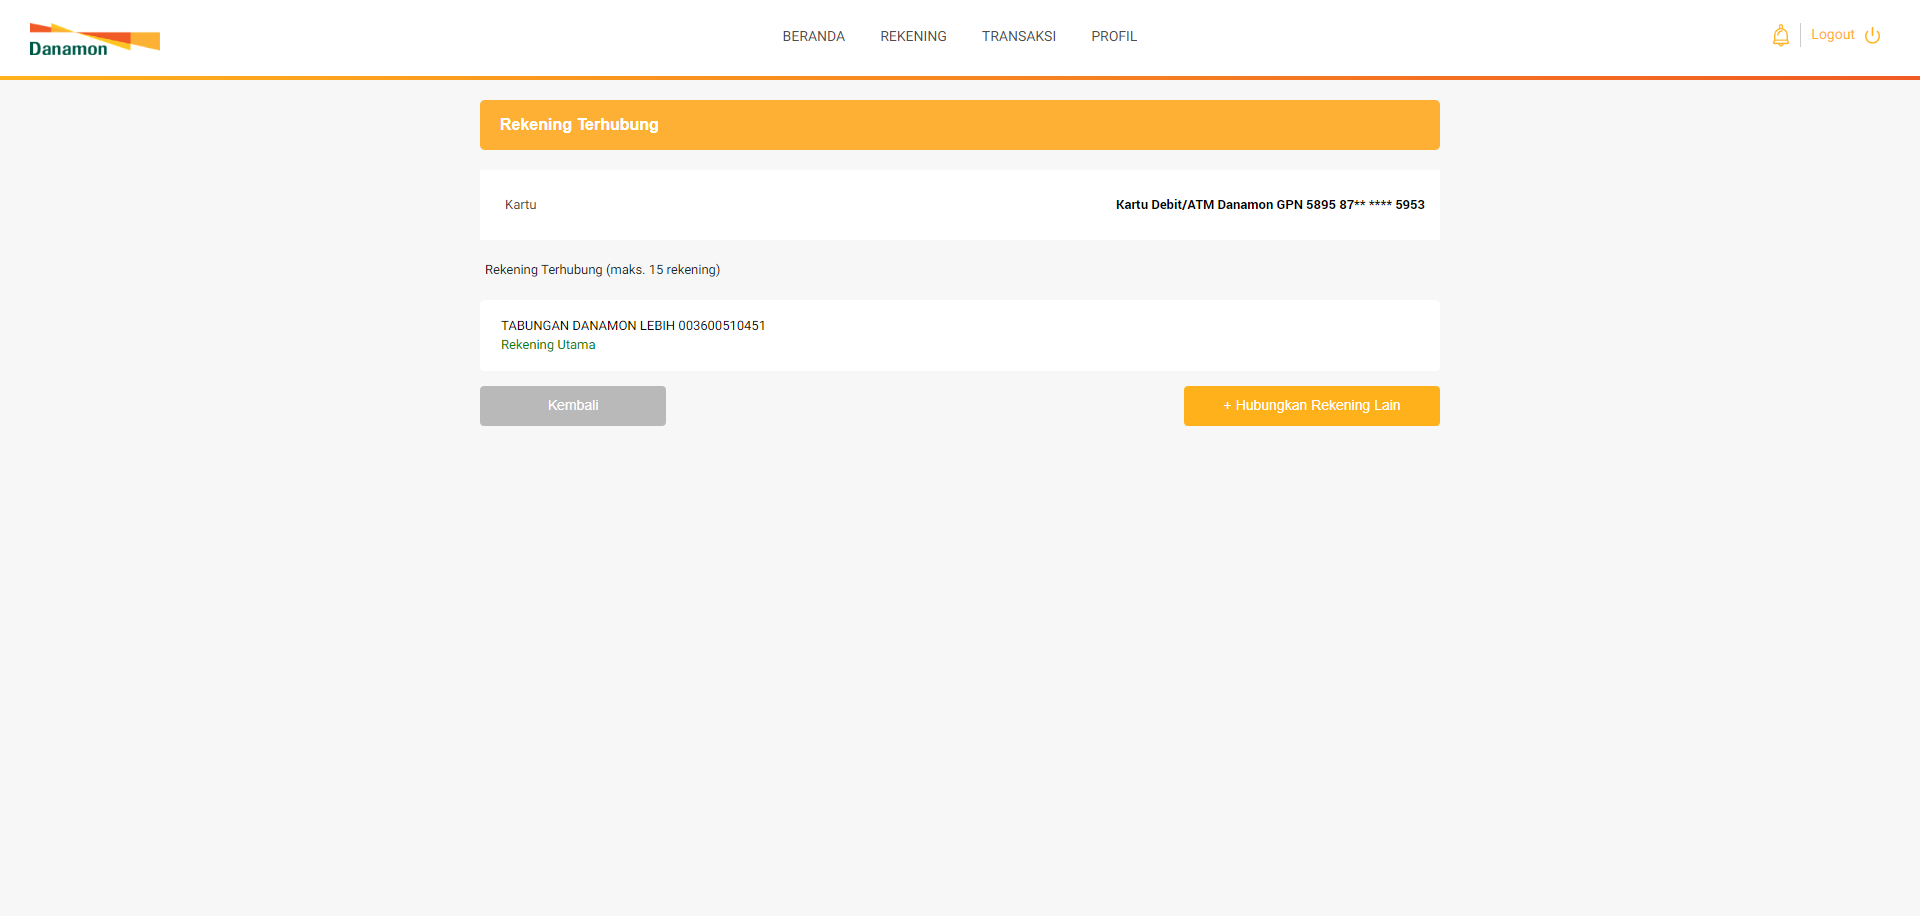 Danamon
BERANDA REKENING TRANSAKSI PROFIL
Logout
Rekening Terhubung
Kartu Kartu Debit/ATM Danamon GPN 5895 87** **** 5953
Rekening Terhubung (maks. 15 rekening)
TABUNGAN DANAMON LEBIH 003600510451
Rekening Utama
Kembali + Hubungkan Rekening Lain